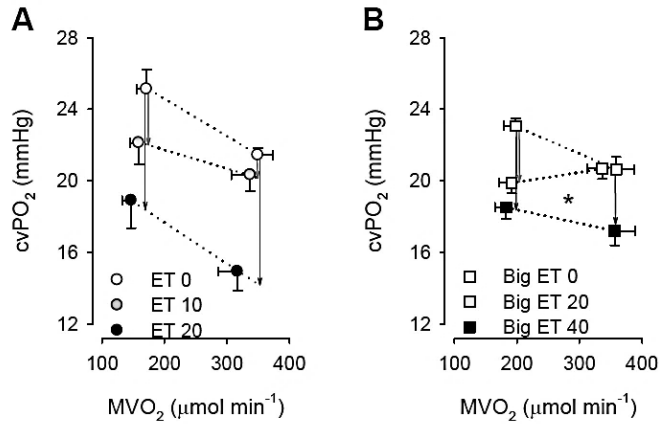 A
28
24
20
16
12
cvPO2 (mmHg)
ET 0
ET 10
ET 20
100 200 300 400
MVO2 (μmol min-1)
B
28
24
20
16
12
cvPO2 (mmHg)
*
Big ET 0
Big ET 20
Big ET 40
100 200 300 400
MVO2 (μmol min-1)